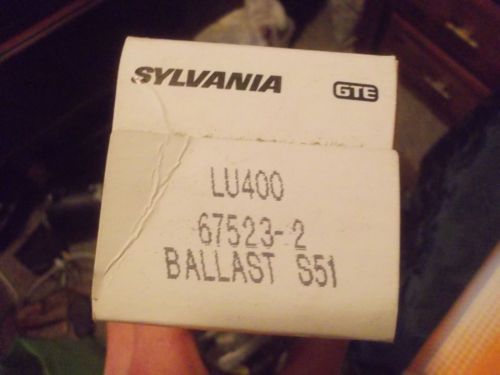 SYLVANIA GTE
LU400
67523-2
BALLAST S51